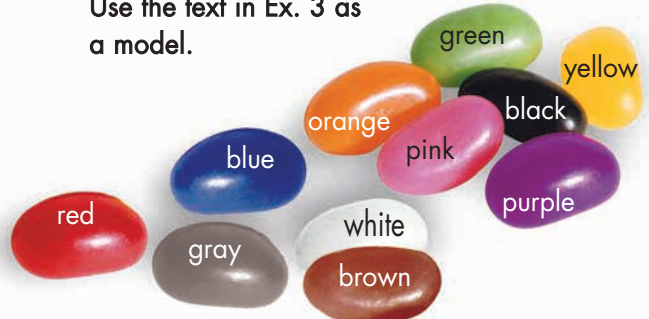 Use the text in Ex. 3 as
a model.
green
yellow
orange
black
pink
blue
purple
red
white
gray
brown